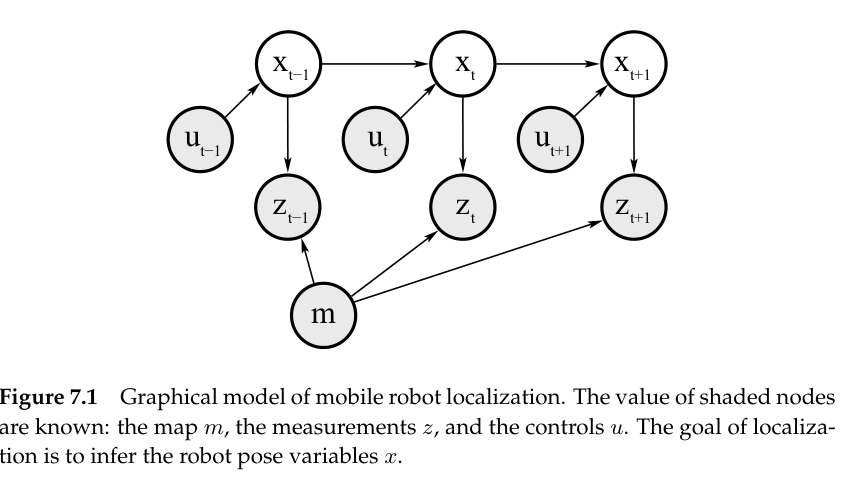 x_{t−1}
x_t
x_{t+1}
u_{t−1}
u_t
u_{t+1}
z_{t−1}
z_t
z_{t+1}
m
Figure 7.1 Graphical model of mobile robot localization. The value of shaded nodes
are known: the map m, the measurements z, and the controls u. The goal of localiza-
tion is to infer the robot pose variables x.